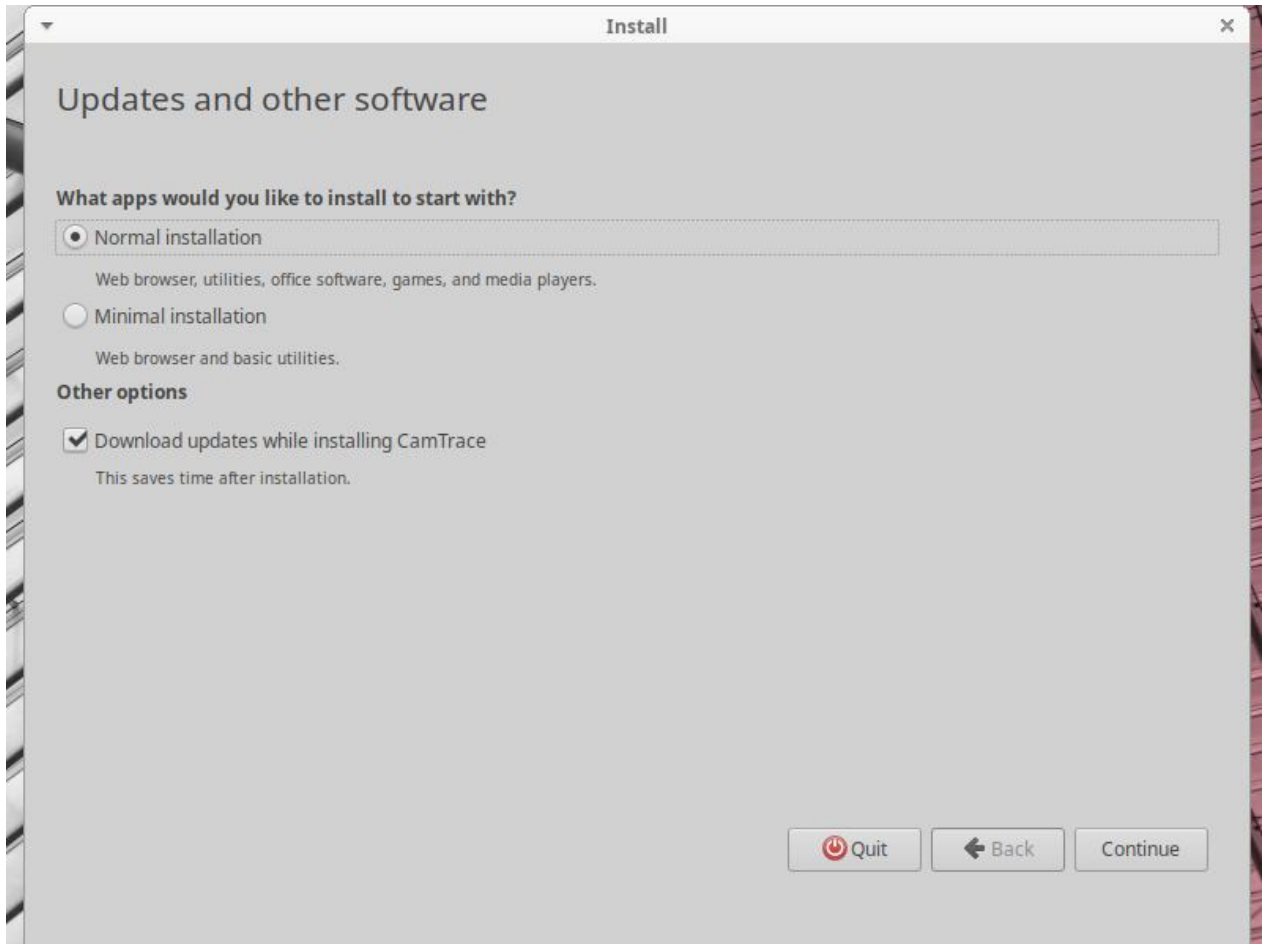 Install
Updates and other software
What apps would you like to install to start with?
Normal installation
Web browser, utilities, office software, games, and media players.
Minimal installation
Web browser and basic utilities.
Other options
Download updates while installing CamTrace
This saves time after installation.
Quit Back Continue